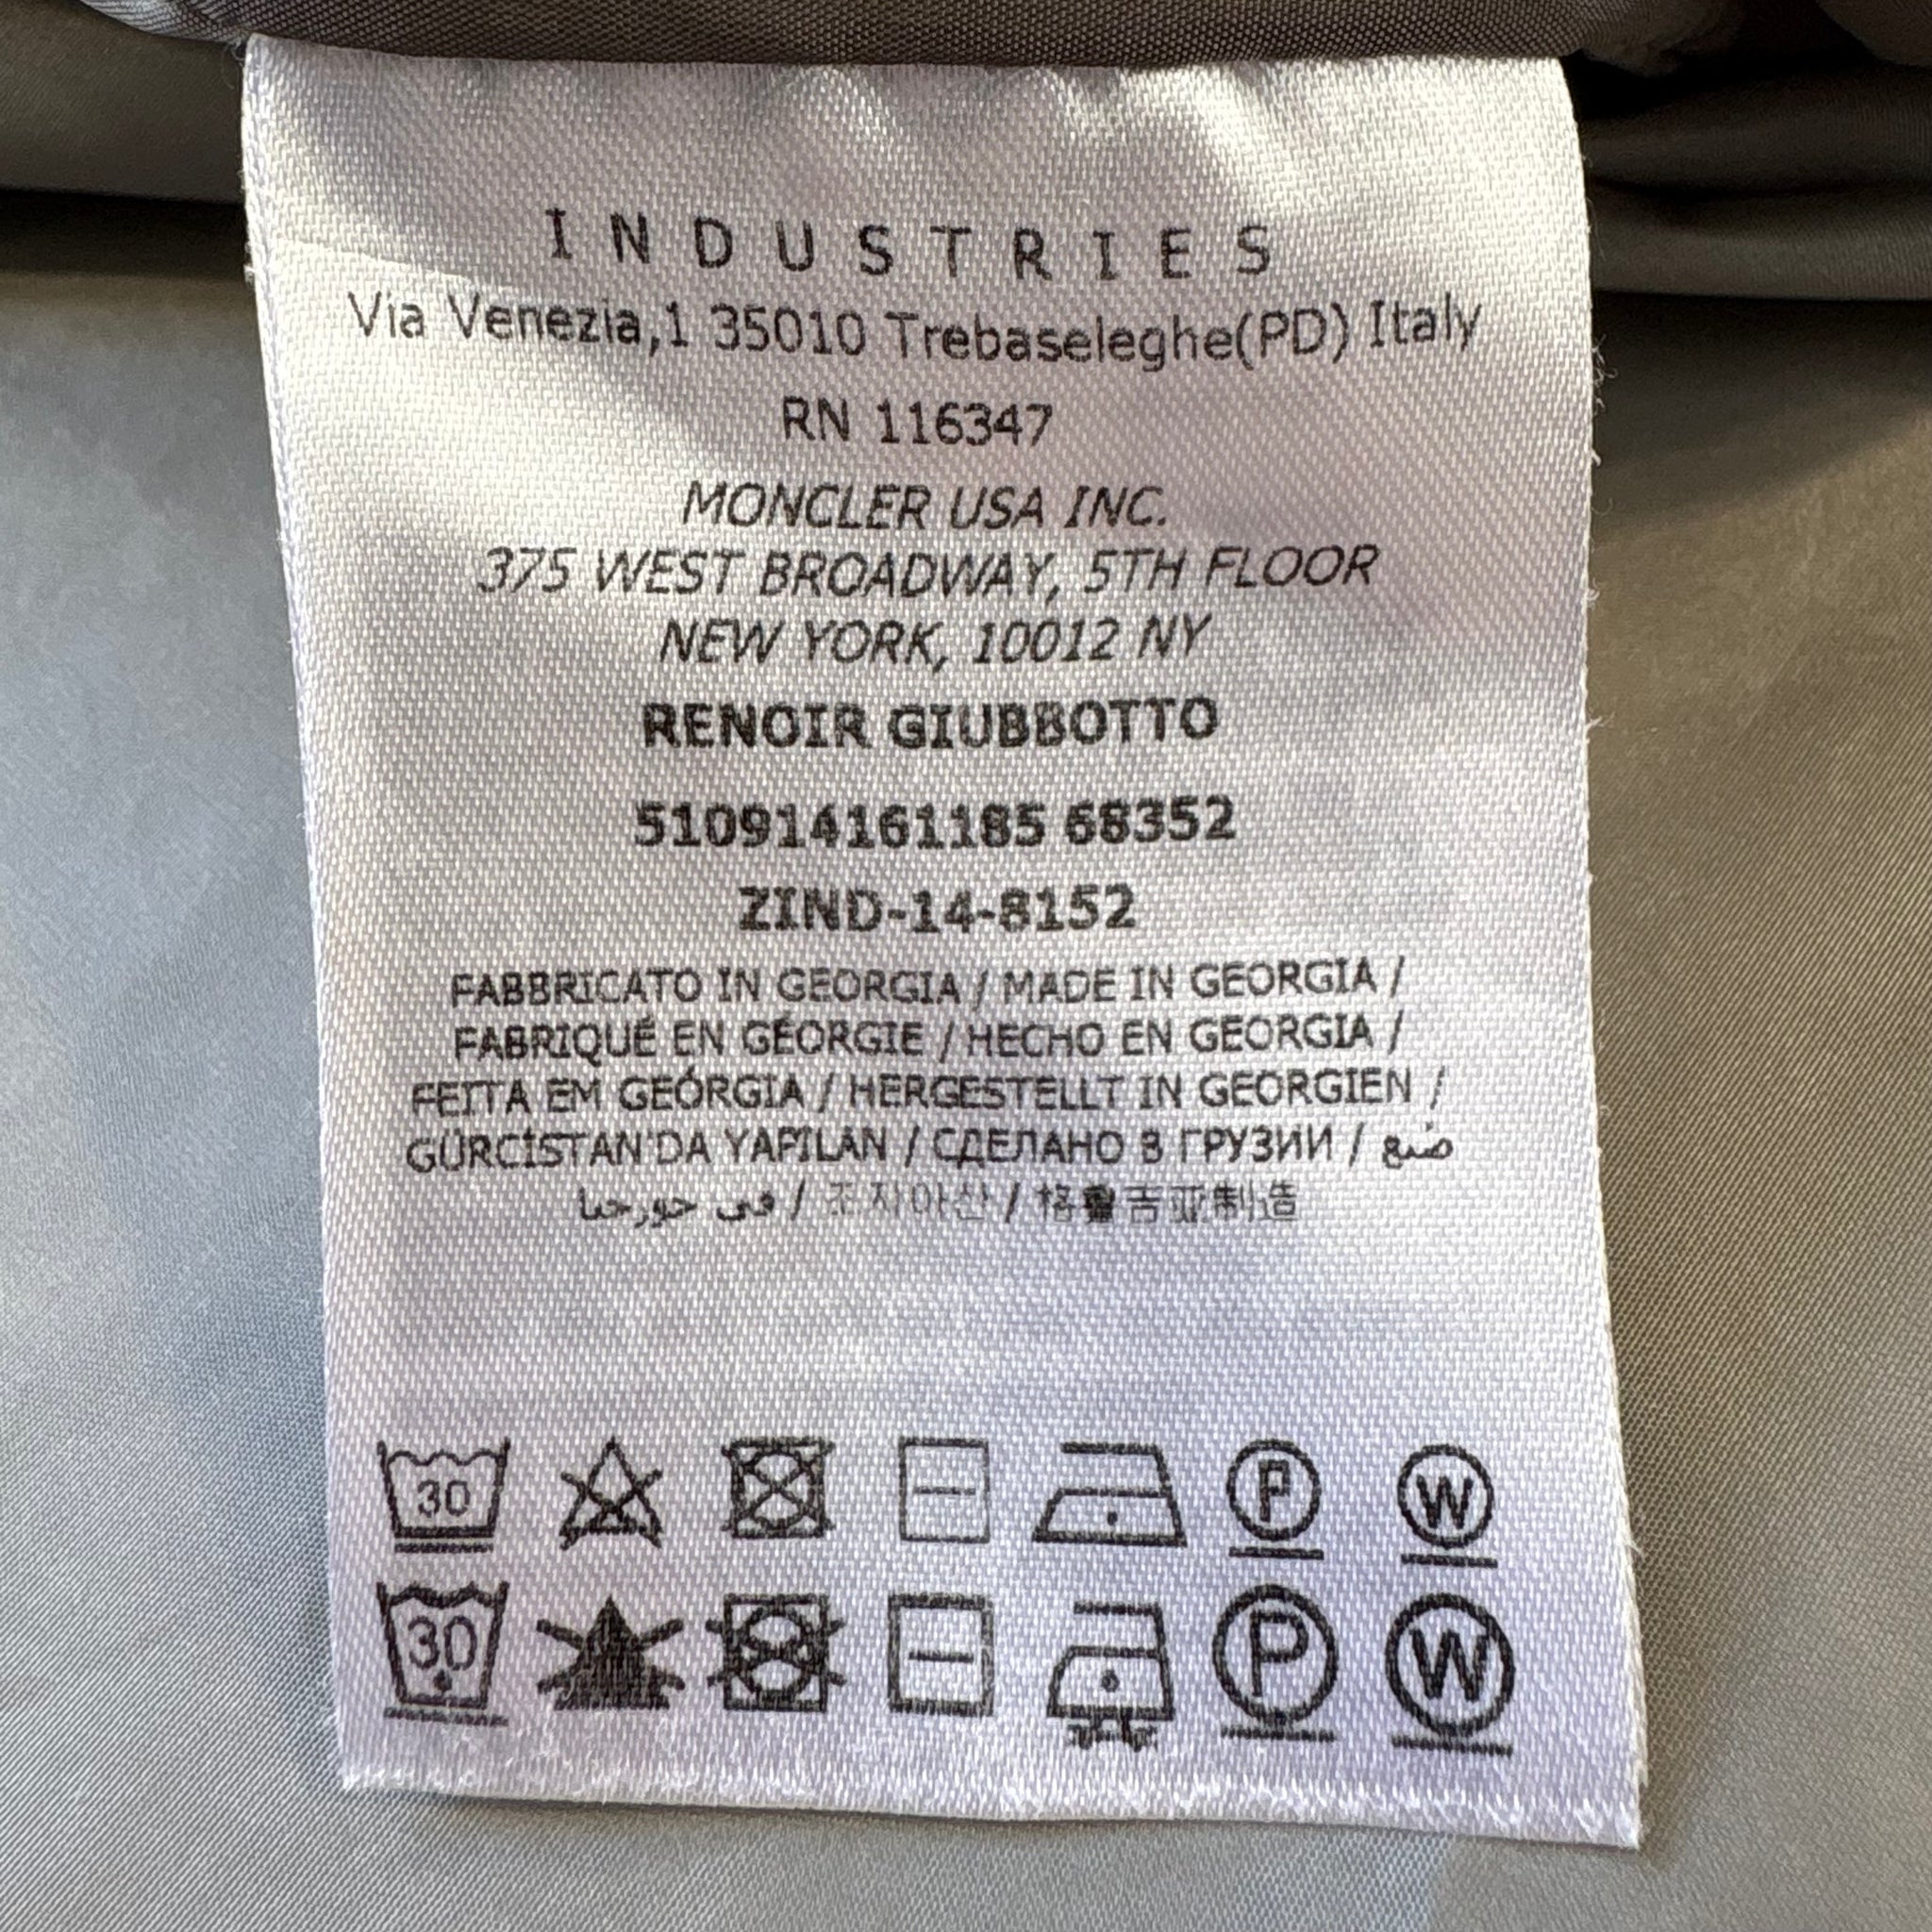 INDUSTRIES
Via Venezia,1 35010 Trebaseleghe(PD) Italy
RN 116347
MONCLER USA INC.
375 WEST BROADWAY, 5TH FLOOR
NEW YORK, 10012 NY
RENOIR GIUBBOTTO
510914161185 68352
ZIND-14-8152
FABBRICATO IN GEORGIA / MADE IN GEORGIA /
FABRIQUÉ EN GÉORGIE / HECHO EN GEORGIA /
FEITA EM GEÓRGIA / HERGESTELLT IN GEORGIEN /
GÜRCİSTAN'DA YAPILAN / СДЕЛАНО В ГРУЗИИ / صنع
في جورجيا / 조지아산 / 格鲁吉亚制造
30 P W
30 P W